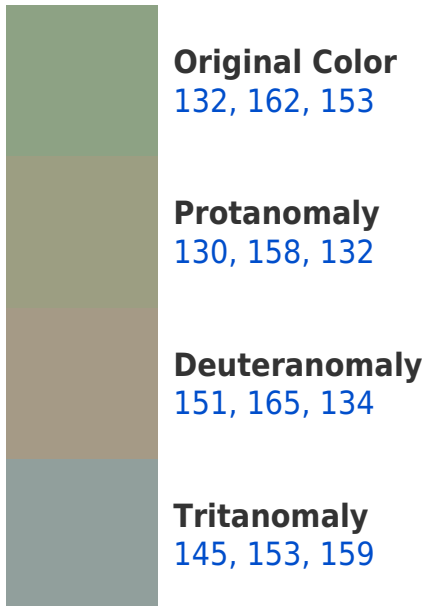 Original Color
132, 162, 153
Protanomaly
130, 158, 132
Deuteranomaly
151, 165, 134
Tritanomaly
145, 153, 159